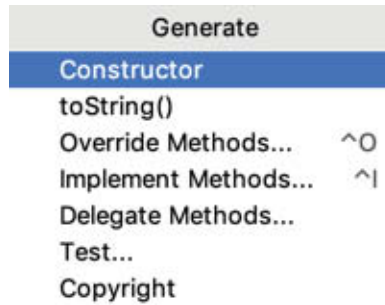 Generate
Constructor
toString()
Override Methods... ^O
Implement Methods... ^I
Delegate Methods...
Test...
Copyright